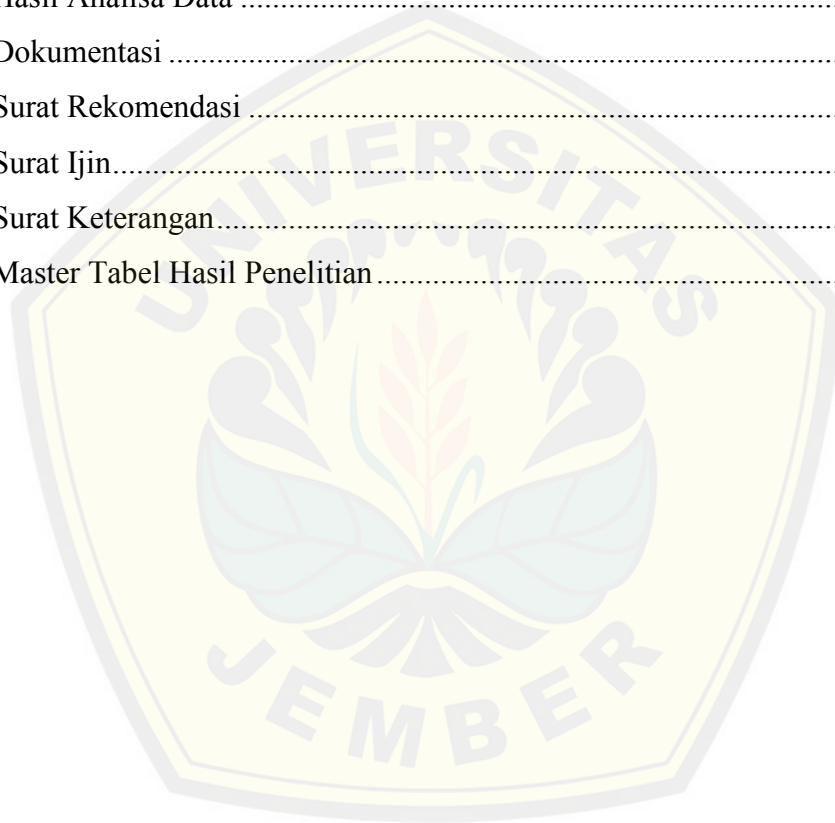 Hasil Analisa Data ..........................................................................
Dokumentasi ...................................................................................
Surat Rekomendasi .........................................................................
Surat Ijin..........................................................................................
Surat Keterangan.............................................................................
Master Tabel Hasil Penelitian .........................................................
UNIVERSITAS
JEMBER